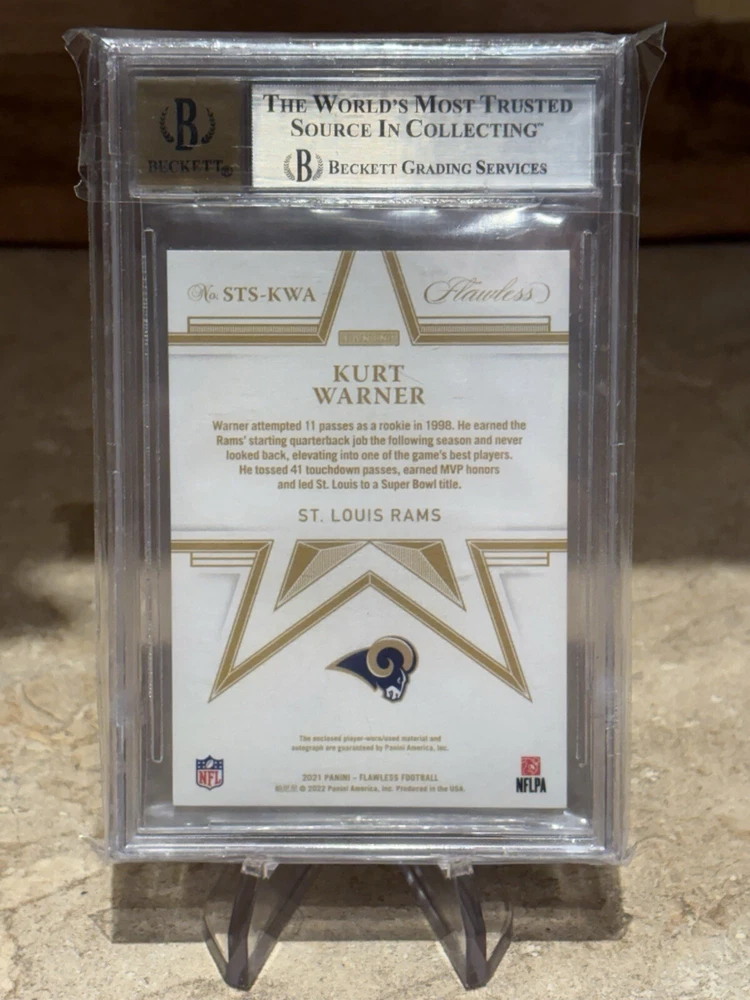 B
BECKETT®
THE WORLD'S MOST TRUSTED
SOURCE IN COLLECTING™
B BECKETT GRADING SERVICES
No. STS-KWA
Flawless
PANINI
KURT
WARNER
Warner attempted 11 passes as a rookie in 1998. He earned the
Rams' starting quarterback job the following season and never
looked back, elevating into one of the game's best players.
He tossed 41 touchdown passes, earned MVP honors
and led St. Louis to a Super Bowl title.
ST. LOUIS RAMS
The enclosed player-worn/used material and
autograph are guaranteed by Panini America, Inc.
NFL
2021 PANINI – FLAWLESS FOOTBALL
© 2022 Panini America, Inc. Produced in the USA.
NFLPA